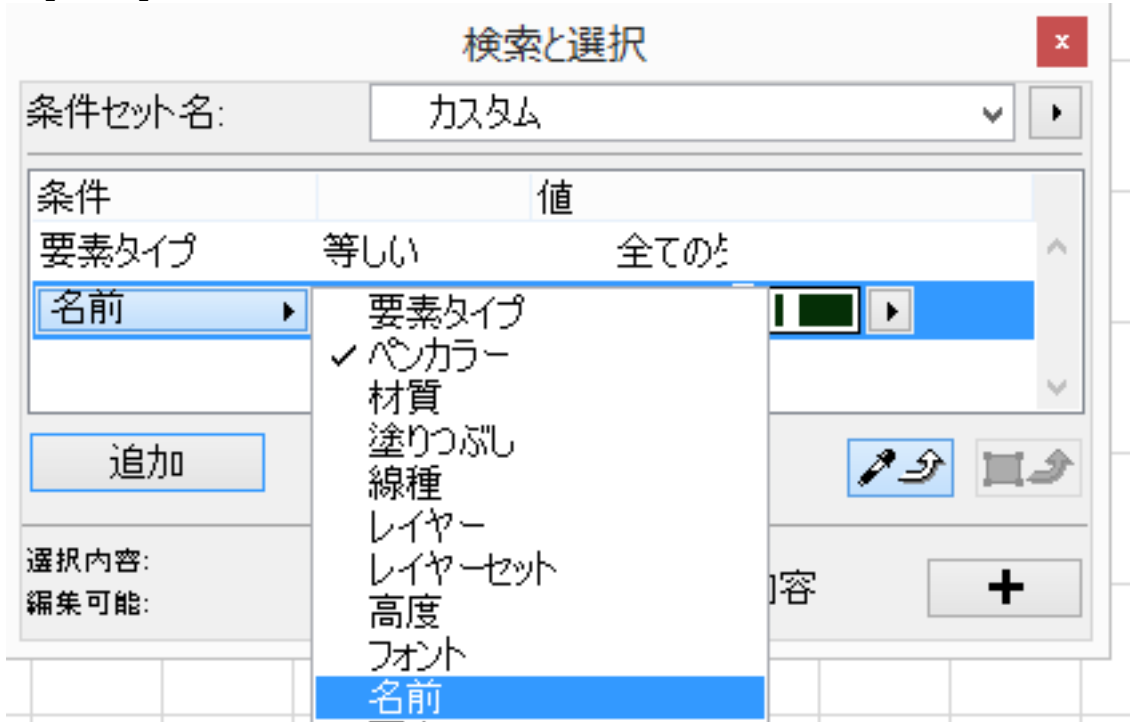 検索と選択
条件セット名: カスタム
条件 値
要素タイプ 等しい 全ての
名前
要素タイプ
ペンカラー
材質
塗りつぶし
線種
レイヤー
レイヤーセット
高度
フォント
名前
追加
選択内容:
編集可能:
容